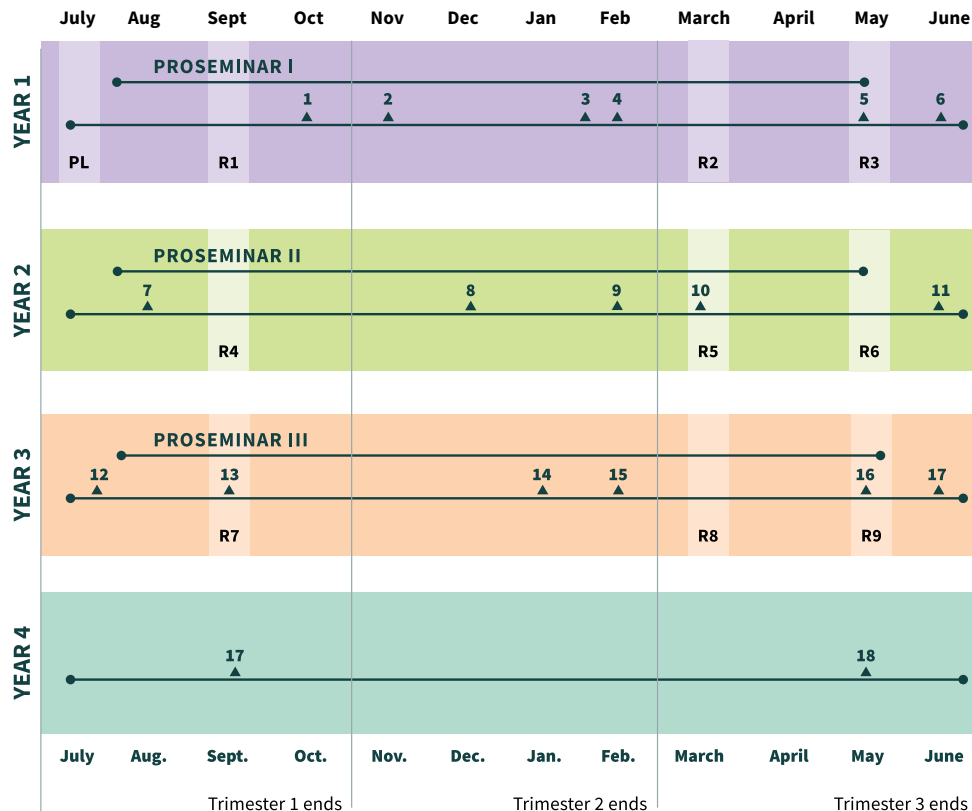 July Aug Sept Oct Nov Dec Jan Feb March April May June
YEAR 1
PROSEMINAR I
1 2 3 4 5 6
PL R1 R2 R3
YEAR 2
PROSEMINAR II
7 8 9 10 11
R4 R5 R6
YEAR 3
PROSEMINAR III
12 13 14 15 16 17
R7 R8 R9
YEAR 4
17 18
July Aug. Sept. Oct. Nov. Dec. Jan. Feb. March April May June
Trimester 1 ends Trimester 2 ends Trimester 3 ends